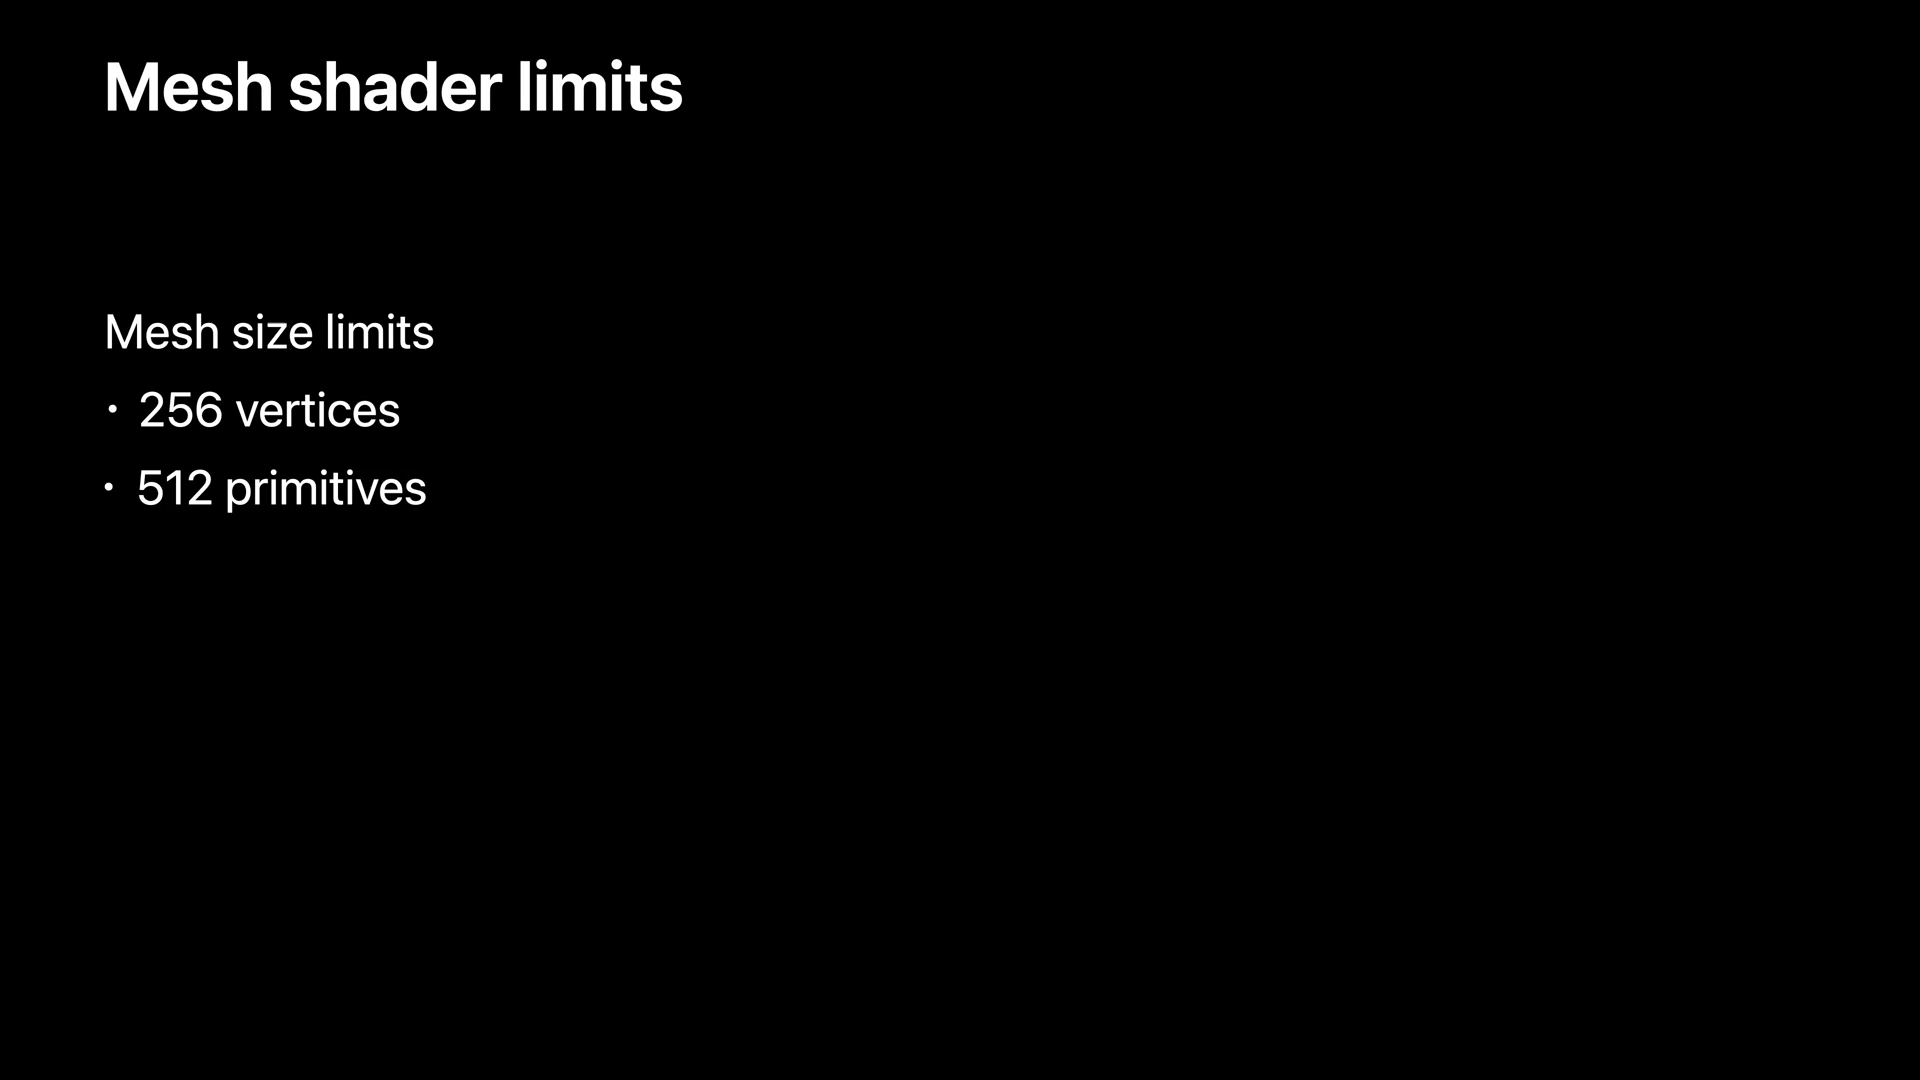 Mesh shader limits
Mesh size limits
• 256 vertices
• 512 primitives